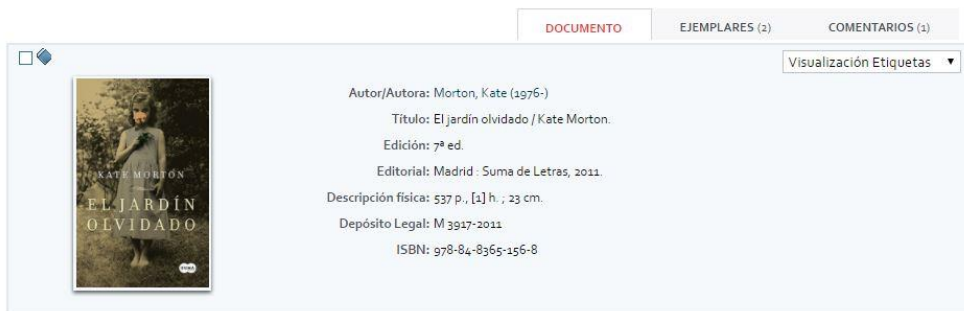 DOCUMENTO
EJEMPLARES (2)
COMENTARIOS (1)
Visualización Etiquetas
KATE MORTON
EL JARDÍN
OLVIDADO
Autor/Autora: Morton, Kate (1976-)
Título: El jardín olvidado / Kate Morton.
Edición: 7ª ed.
Editorial: Madrid : Suma de Letras, 2011.
Descripción física: 537 p., [1] h. ; 23 cm.
Depósito Legal: M 3917-2011
ISBN: 978-84-8365-156-8